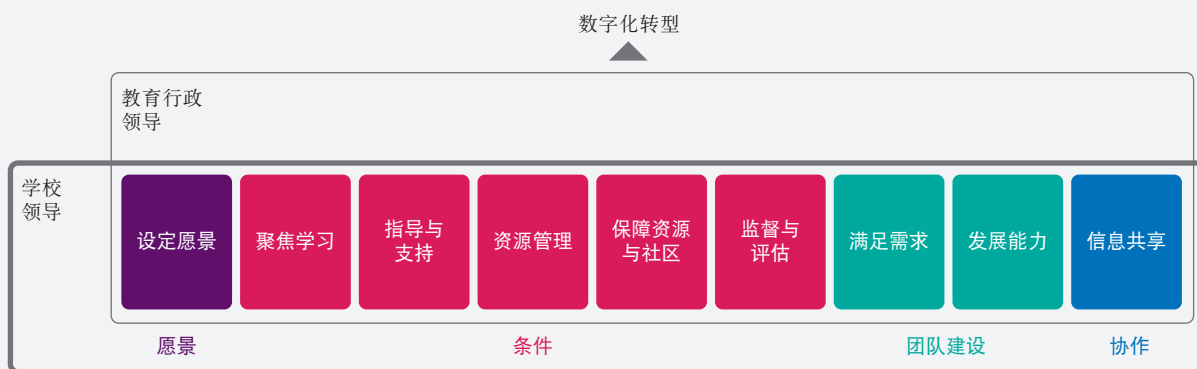 数字化转型
教育行政
领导
学校
领导
设定愿景
聚焦学习
指导与
支持
资源管理
保障资源
与社区
监督与
评估
满足需求
发展能力
信息共享
愿景
条件
团队建设
协作